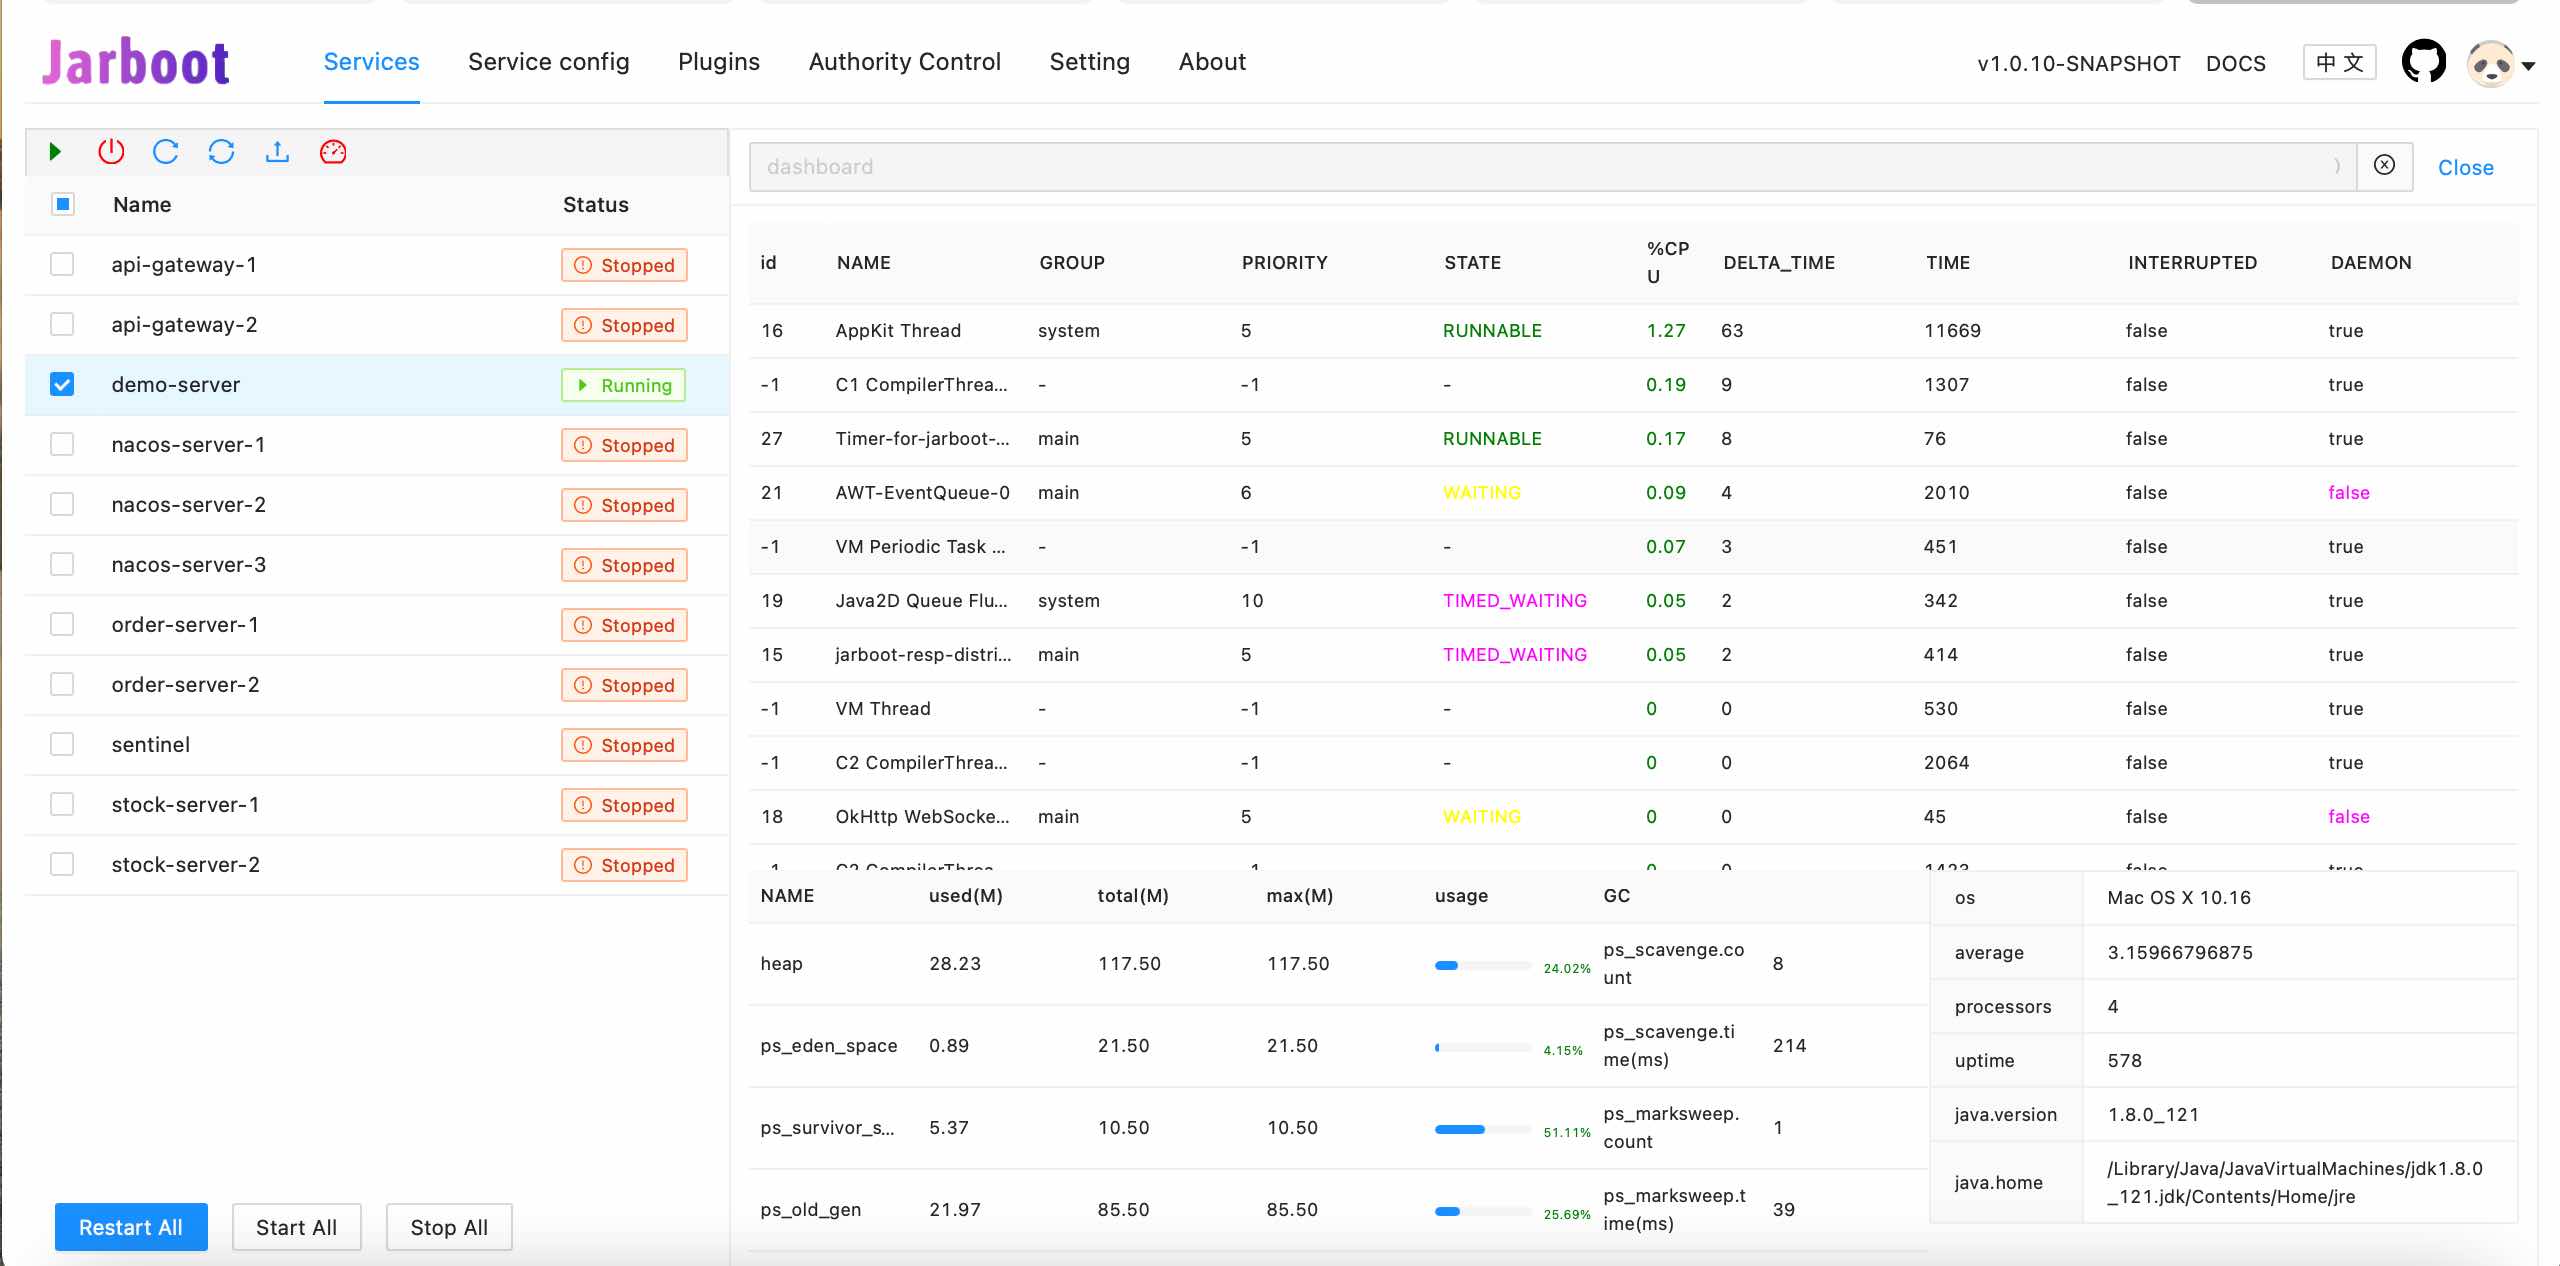 Jarboot
Services Service config Plugins Authority Control Setting About
v1.0.10-SNAPSHOT DOCS 中 文
dashboard
Close
Name Status
api-gateway-1 Stopped
api-gateway-2 Stopped
demo-server Running
nacos-server-1 Stopped
nacos-server-2 Stopped
nacos-server-3 Stopped
order-server-1 Stopped
order-server-2 Stopped
sentinel Stopped
stock-server-1 Stopped
stock-server-2 Stopped
Restart All Start All Stop All
id NAME GROUP PRIORITY STATE %CP
U DELTA_TIME TIME INTERRUPTED DAEMON
16 AppKit Thread system 5 RUNNABLE 1.27 63 11669 false true
-1 C1 CompilerThrea... - -1 - 0.19 9 1307 false true
27 Timer-for-jarboot-... main 5 RUNNABLE 0.17 8 76 false true
21 AWT-EventQueue-0 main 6 WAITING 0.09 4 2010 false false
-1 VM Periodic Task ... - -1 - 0.07 3 451 false true
19 Java2D Queue Flu... system 10 TIMED_WAITING 0.05 2 342 false true
15 jarboot-resp-distri... main 5 TIMED_WAITING 0.05 2 414 false true
-1 VM Thread - -1 - 0 0 530 false true
-1 C2 CompilerThrea... - -1 - 0 0 2064 false true
18 OkHttp WebSocke... main 5 WAITING 0 0 45 false false
NAME used(M) total(M) max(M) usage GC
heap 28.23 117.50 117.50 24.02% ps_scavenge.co
unt 8
ps_eden_space 0.89 21.50 21.50 4.15% ps_scavenge.ti
me(ms) 214
ps_survivor_s... 5.37 10.50 10.50 51.11% ps_marksweep.
count 1
ps_old_gen 21.97 85.50 85.50 25.69% ps_marksweep.t
ime(ms) 39
os Mac OS X 10.16
average 3.15966796875
processors 4
uptime 578
java.version 1.8.0_121
java.home /Library/Java/JavaVirtualMachines/jdk1.8.0
_121.jdk/Contents/Home/jre